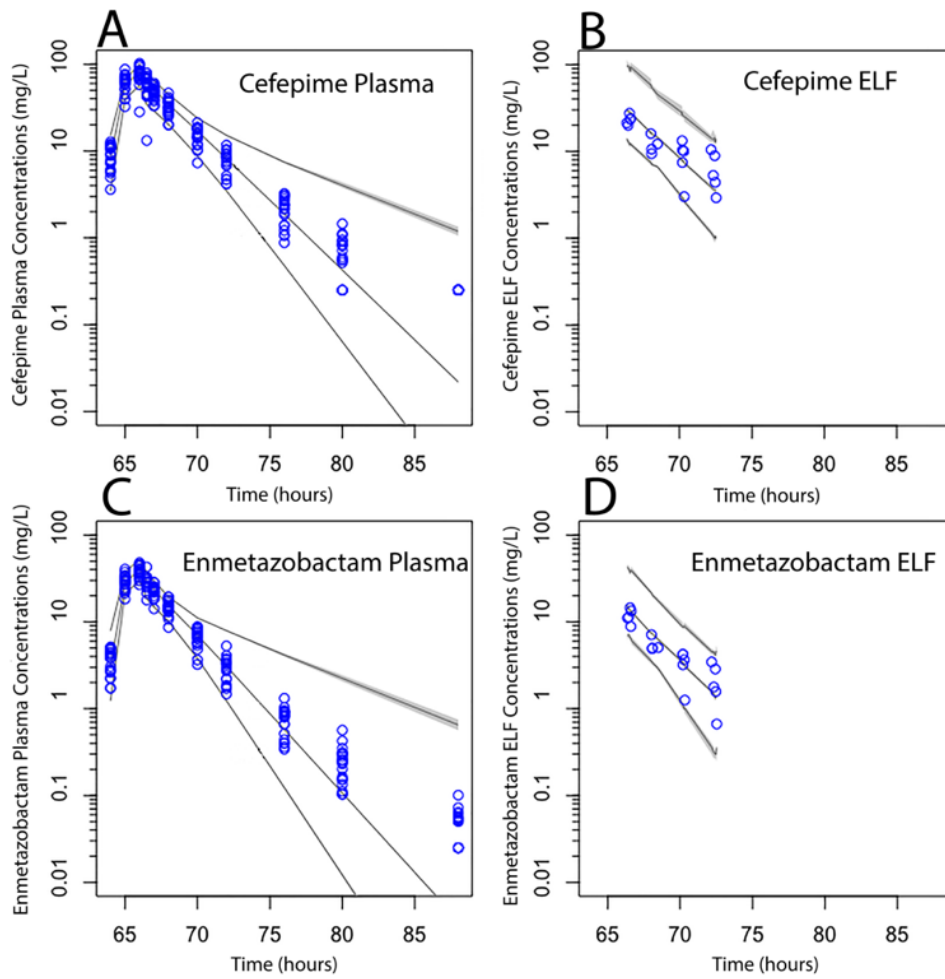 A
B
Cefepime Plasma
Cefepime ELF
Cefepime Plasma Concentrations (mg/L)
100
10
1
0.1
0.01
65 70 75 80 85
Time (hours)
Cefepime ELF Concentrations (mg/L)
100
10
1
0.1
0.01
65 70 75 80 85
Time (hours)
C
D
Enmetazobactam Plasma
Enmetazobactam ELF
Enmetazobactam Plasma Concentrations (mg/L)
100
10
1
0.1
0.01
65 70 75 80 85
Time (hours)
Enmetazobactam ELF Concentrations (mg/L)
100
10
1
0.1
0.01
65 70 75 80 85
Time (hours)